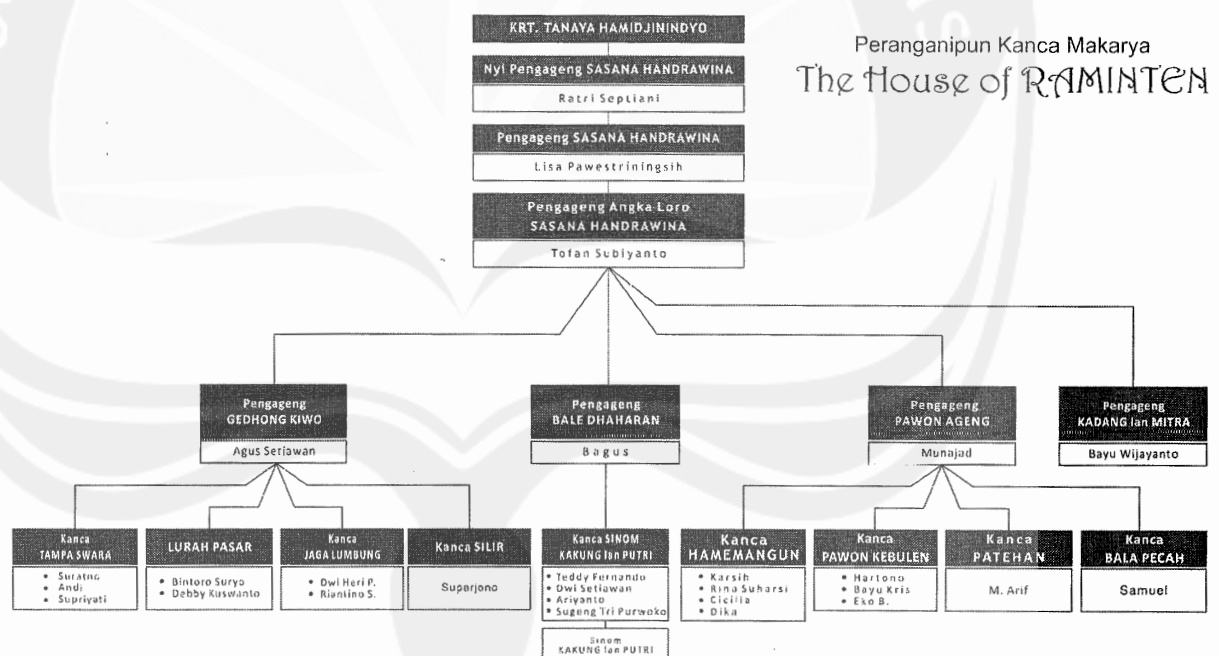 KRT. TANAYA HAMIDJININDYO
Peranganipun Kanca Makarya
The House of RAMINTEN
Nyi Pengageng SASANA HANDRAWINA
Ratri Septiani
Pengageng SASANA HANDRAWINA
Lisa Pawestriningsih
Pengageng Angka Loro
SASANA HANDRAWINA
Tofan Subiyanto
Pengageng
GEDHONG KIWO
Agus Setiawan
Pengageng
BALE DHAHARAN
Bagus
Pengageng
PAWON AGENG
Munajad
Pengageng
KADANG lan MITRA
Bayu Wijayanto
Kanca
TAMPA SWARA
• Suratno
• Andi
• Supriyati
LURAH PASAR
• Bintoro Suryo
• Debby Kuswanto
Kanca
JAGA LUMBUNG
• Dwi Heri P.
• Riantino S.
Kanca SILIR
Suparjono
Kanca SINOM
KAKUNG lan PUTRI
• Teddy Fernando
• Dwi Setiawan
• Ariyanto
• Sugeng Tri Purwoko
Sinom
KAKUNG lan PUTRI
Kanca
HAMEMANGUN
• Karsih
• Rina Suharsi
• Cicilia
• Dika
Kanca
PAWON KEBULEN
• Hartono
• Bayu Kris
• Eko B.
Kanca
PATEHAN
M. Arif
Kanca
BALA PECAH
Samuel